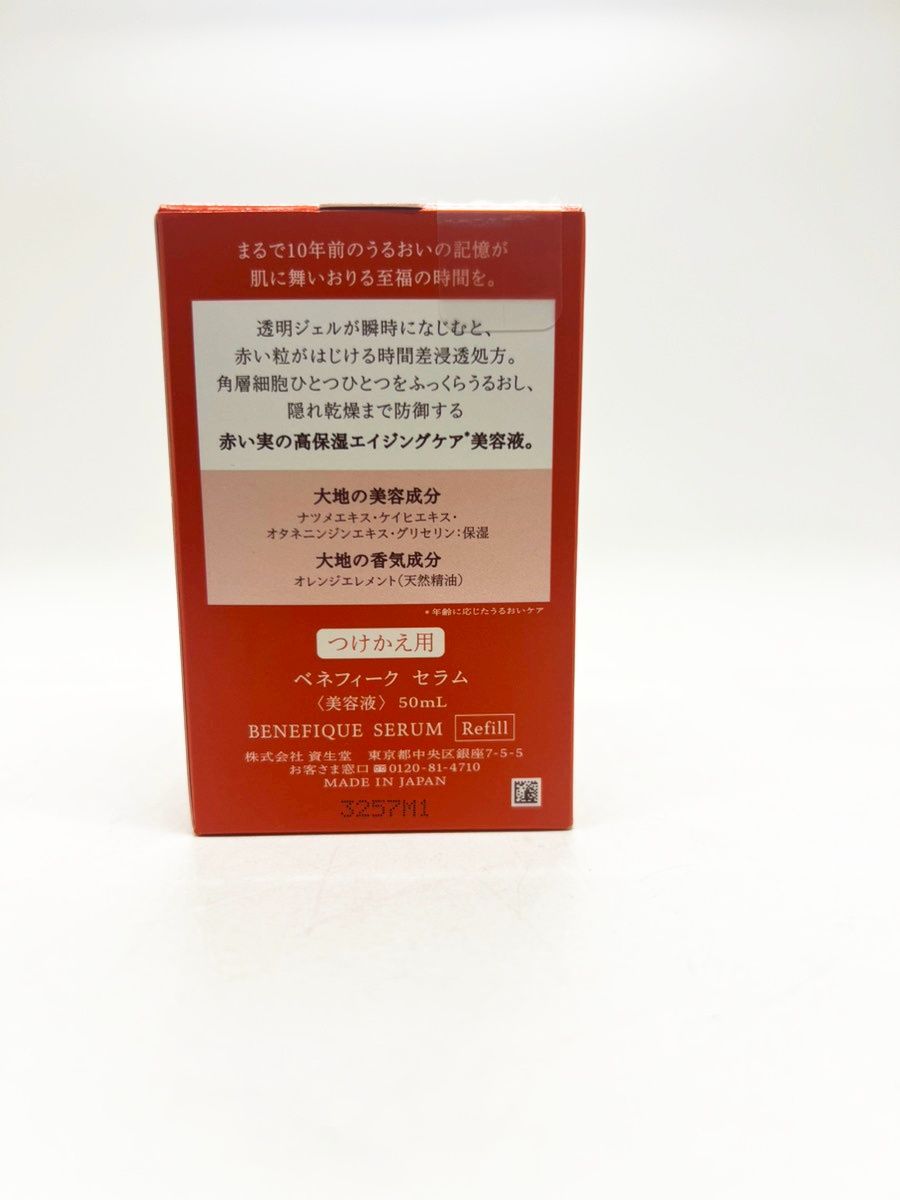 まるで10年前のうるおいの記憶が
肌に舞いおりる至福の時間を。
透明ジェルが瞬時になじむと、
赤い粒がはじける時間差浸透処方。
角層細胞ひとつひとつをふっくらうるおし、
隠れ乾燥まで防御する
赤い実の高保湿エイジングケア*美容液。
大地の美容成分
ナツメエキス・ケイヒエキス・
オタネニンジンエキス・グリセリン:保湿
大地の香気成分
オレンジエレメント(天然精油)
*年齢に応じたうるおいケア
つけかえ用
ベネフィーク セラム
〈美容液〉 50mL
BENEFIQUE SERUM Refill
株式会社 資生堂 東京都中央区銀座7-5-5
お客さま窓口 0120-81-4710
MADE IN JAPAN
3257M1